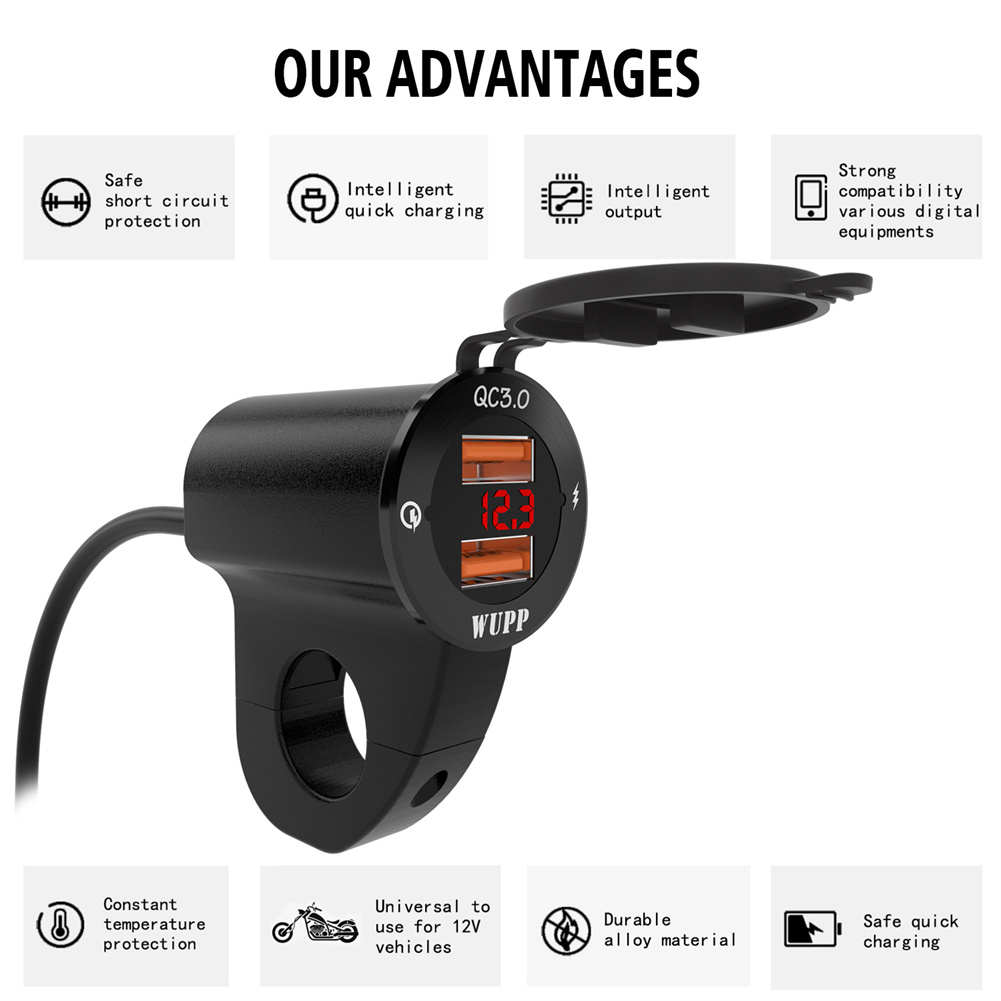 OUR ADVANTAGES
Safe
short circuit
protection
Intelligent
quick charging
Intelligent
output
Strong
compatibility
various digital
equipments
QC3.0
12.3
WUPP
Constant
temperature
protection
Universal to
use for 12V
vehicles
Durable
alloy material
Safe quick
charging